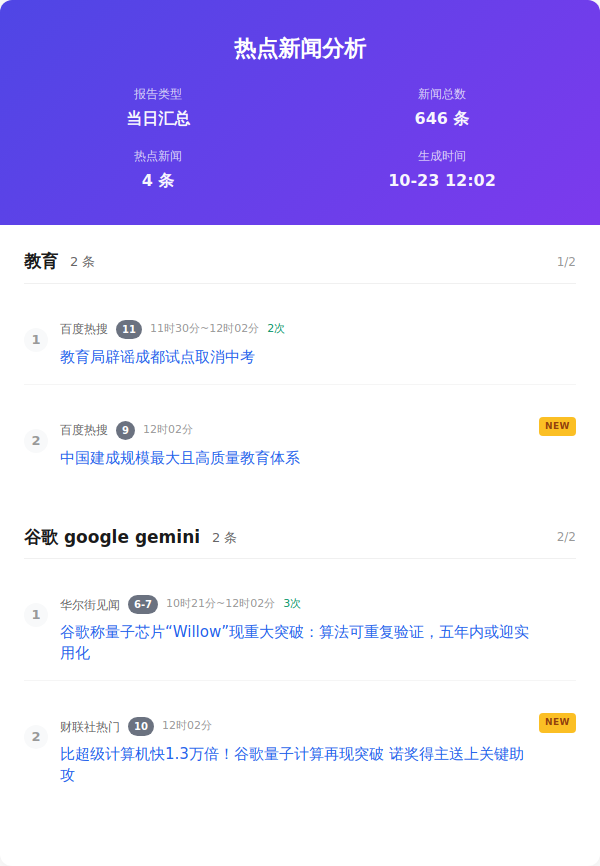 热点新闻分析
报告类型
新闻总数
当日汇总
646 条
热点新闻
生成时间
4 条
10-23 12:02
教育 2 条 1/2
1 百度热搜 11 11时30分~12时02分 2次
教育局辟谣成都试点取消中考
2 百度热搜 9 12时02分 NEW
中国建成规模最大且高质量教育体系
谷歌 google gemini 2 条 2/2
1 华尔街见闻 6-7 10时21分~12时02分 3次
谷歌称量子芯片“Willow”现重大突破：算法可重复验证，五年内或迎实
用化
2 财联社热门 10 12时02分 NEW
比超级计算机快1.3万倍！谷歌量子计算再现突破 诺奖得主送上关键助
攻